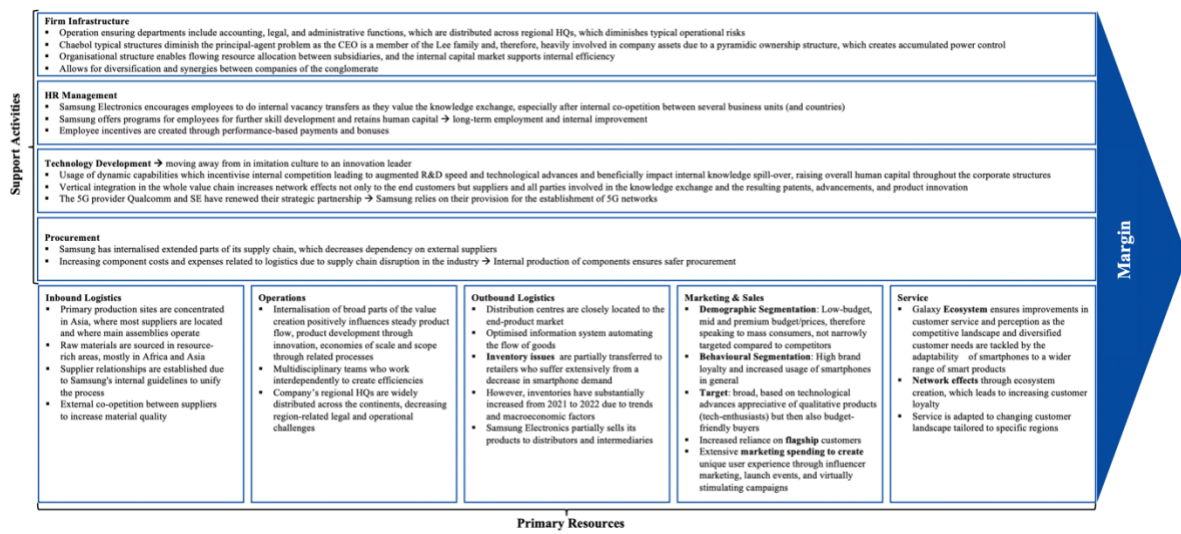 Support Activities
Firm Infrastructure
▪ Operation ensuring departments include accounting, legal, and administrative functions, which are distributed across regional HQs, which diminishes typical operational risks
▪ Chaebol typical structures diminish the principal-agent problem as the CEO is a member of the Lee family and, therefore, heavily involved in company assets due to a pyramidic ownership structure, which creates accumulated power control
▪ Organisational structure enables flowing resource allocation between subsidiaries, and the internal capital market supports internal efficiency
▪ Allows for diversification and synergies between companies of the conglomerate
HR Management
▪ Samsung Electronics encourages employees to do internal vacancy transfers as they value the knowledge exchange, especially after internal co-opetition between several business units (and countries)
▪ Samsung offers programs for employees for further skill development and retains human capital → long-term employment and internal improvement
▪ Employee incentives are created through performance-based payments and bonuses
Technology Development → moving away from in imitation culture to an innovation leader
▪ Usage of dynamic capabilities which incentivise internal competition leading to augmented R&D speed and technological advances and beneficially impact internal knowledge spill-over, raising overall human capital throughout the corporate structures
▪ Vertical integration in the whole value chain increases network effects not only to the end customers but suppliers and all parties involved in the knowledge exchange and the resulting patents, advancements, and product innovation
▪ The 5G provider Qualcomm and SE have renewed their strategic partnership → Samsung relies on their provision for the establishment of 5G networks
Procurement
▪ Samsung has internalised extended parts of its supply chain, which decreases dependency on external suppliers
▪ Increasing component costs and expenses related to logistics due to supply chain disruption in the industry → Internal production of components ensures safer procurement
Inbound Logistics
▪ Primary production sites are concentrated
in Asia, where most suppliers are located
and where main assemblies operate
▪ Raw materials are sourced in resource-
rich areas, mostly in Africa and Asia
▪ Supplier relationships are established due
to Samsung's internal guidelines to unify
the process
▪ External co-opetition between suppliers
to increase material quality
Operations
▪ Internalisation of broad parts of the value
creation positively influences steady product
flow, product development through
innovation, economies of scale and scope
through related processes
▪ Multidisciplinary teams who work
interdependently to create efficiencies
▪ Company's regional HQs are widely
distributed across the continents, decreasing
region-related legal and operational
challenges
Outbound Logistics
▪ Distribution centres are closely located to the
end-product market
▪ Optimised information system automating
the flow of goods
▪ Inventory issues are partially transferred to
retailers who suffer extensively from a
decrease in smartphone demand
▪ However, inventories have substantially
increased from 2021 to 2022 due to trends
and macroeconomic factors
▪ Samsung Electronics partially sells its
products to distributors and intermediaries
Marketing & Sales
▪ Demographic Segmentation: Low-budget,
mid and premium budget/prices, therefore
speaking to mass consumers, not narrowly
targeted compared to competitors
▪ Behavioural Segmentation: High brand
loyalty and increased usage of smartphones
in general
▪ Target: broad, based on technological
advances appreciative of qualitative products
(tech-enthusiasts) but then also budget-
friendly buyers
▪ Increased reliance on flagship customers
▪ Extensive marketing spending to create
unique user experience through influencer
marketing, launch events, and virtually
stimulating campaigns
Service
▪ Galaxy Ecosystem ensures improvements in
customer service and perception as the
competitive landscape and diversified
customer needs are tackled by the
adaptability of smartphones to a wider
range of smart products
▪ Network effects through ecosystem
creation, which leads to increasing customer
loyalty
▪ Service is adapted to changing customer
landscape tailored to specific regions
Margin
Primary Resources